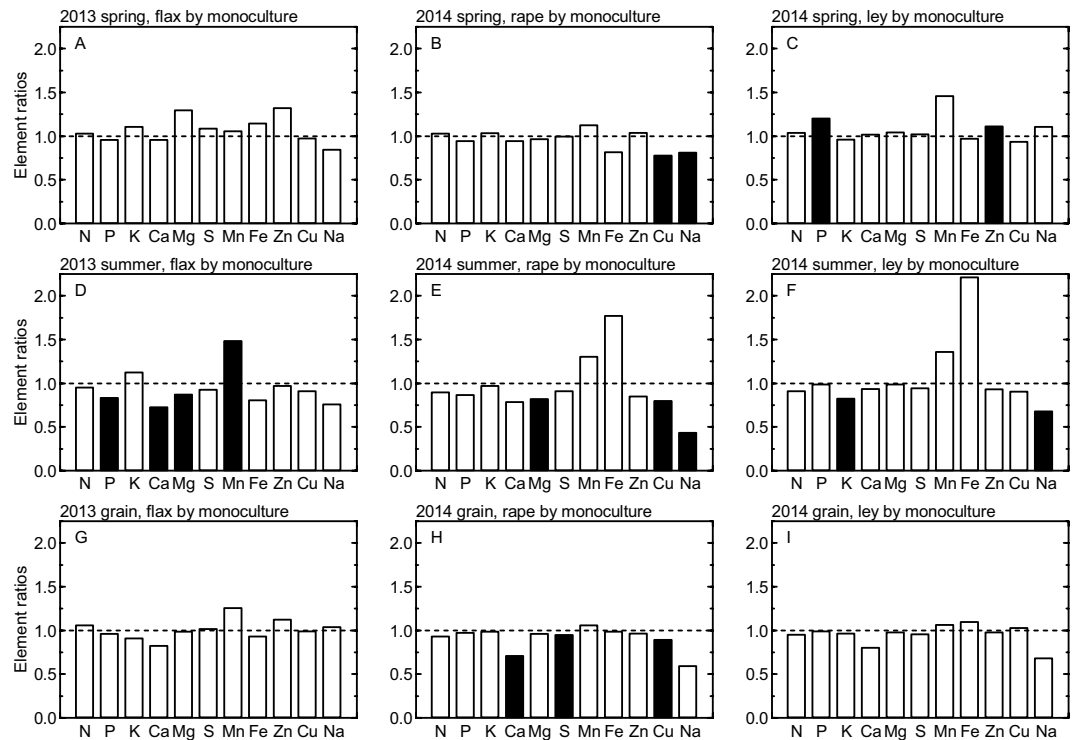 2013 spring, flax by monoculture
2014 spring, rape by monoculture
2014 spring, ley by monoculture
A
B
C
Element ratios
2.0
1.5
1.0
0.5
0.0
2.0
1.5
1.0
0.5
0.0
2.0
1.5
1.0
0.5
0.0
N P K Ca Mg S Mn Fe Zn Cu Na
N P K Ca Mg S Mn Fe Zn Cu Na
N P K Ca Mg S Mn Fe Zn Cu Na
2013 summer, flax by monoculture
2014 summer, rape by monoculture
2014 summer, ley by monoculture
D
E
F
Element ratios
2.0
1.5
1.0
0.5
0.0
2.0
1.5
1.0
0.5
0.0
2.0
1.5
1.0
0.5
0.0
N P K Ca Mg S Mn Fe Zn Cu Na
N P K Ca Mg S Mn Fe Zn Cu Na
N P K Ca Mg S Mn Fe Zn Cu Na
2013 grain, flax by monoculture
2014 grain, rape by monoculture
2014 grain, ley by monoculture
G
H
I
Element ratios
2.0
1.5
1.0
0.5
0.0
2.0
1.5
1.0
0.5
0.0
2.0
1.5
1.0
0.5
0.0
N P K Ca Mg S Mn Fe Zn Cu Na
N P K Ca Mg S Mn Fe Zn Cu Na
N P K Ca Mg S Mn Fe Zn Cu Na